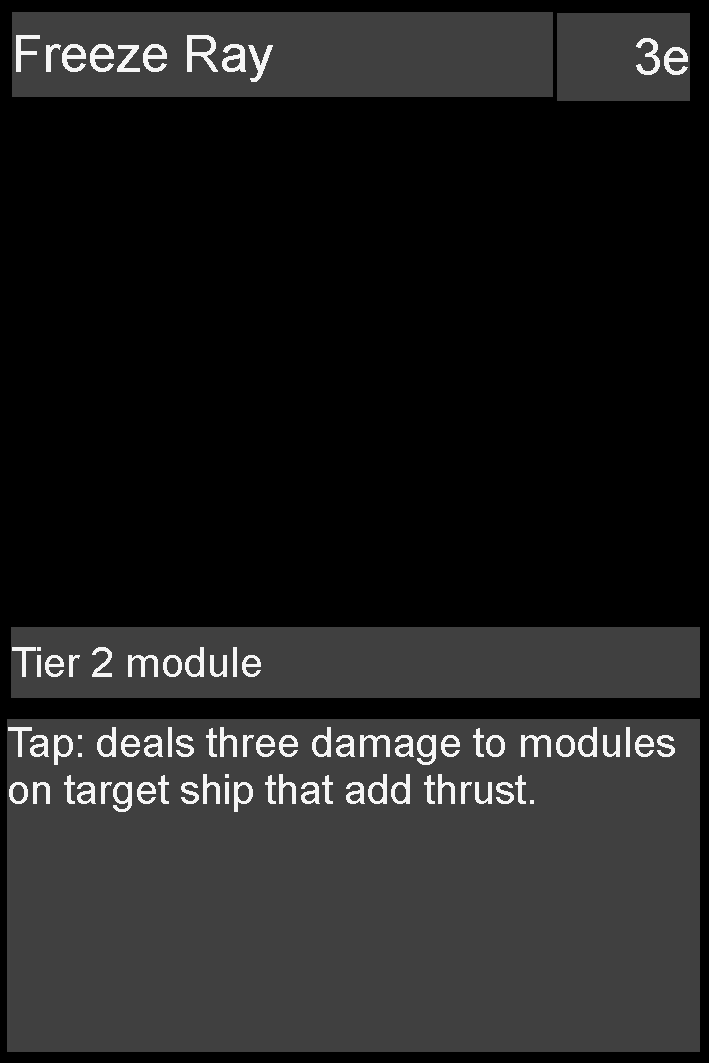 Freeze Ray
3e
Tier 2 module
Tap: deals three damage to modules
on target ship that add thrust.